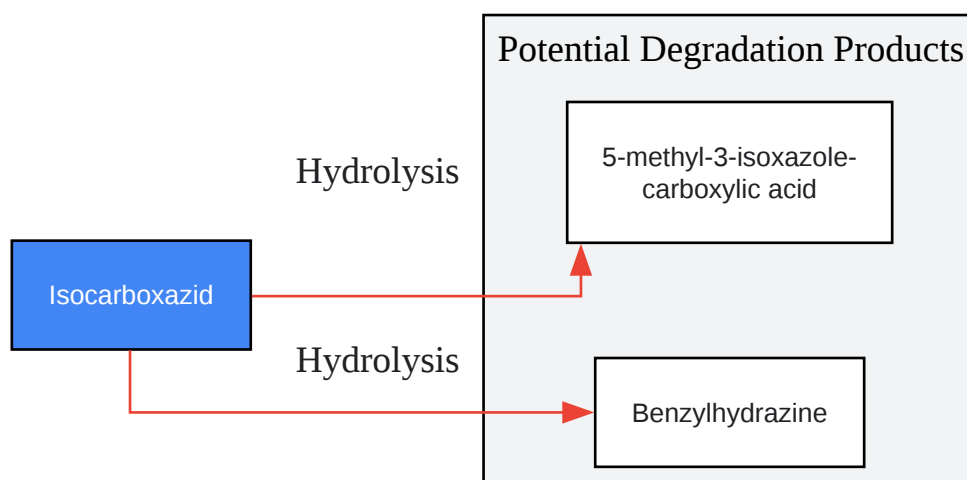 Potential Degradation Products
Hydrolysis
5-methyl-3-isoxazole-
carboxylic acid
Isocarboxazid
Hydrolysis
Benzylhydrazine